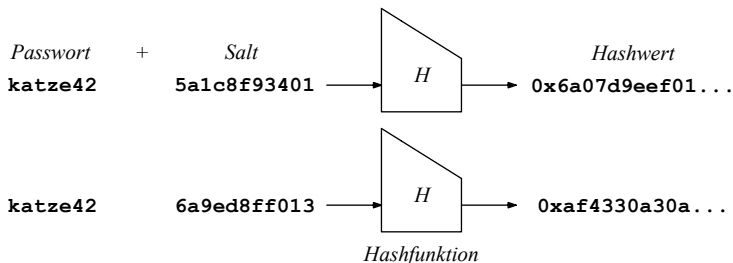 Passwort + Salt Hashwert
katze42 5a1c8f93401 H 0x6a07d9eef01...
katze42 6a9ed8ff013 H 0xaf4330a30a...
Hashfunktion